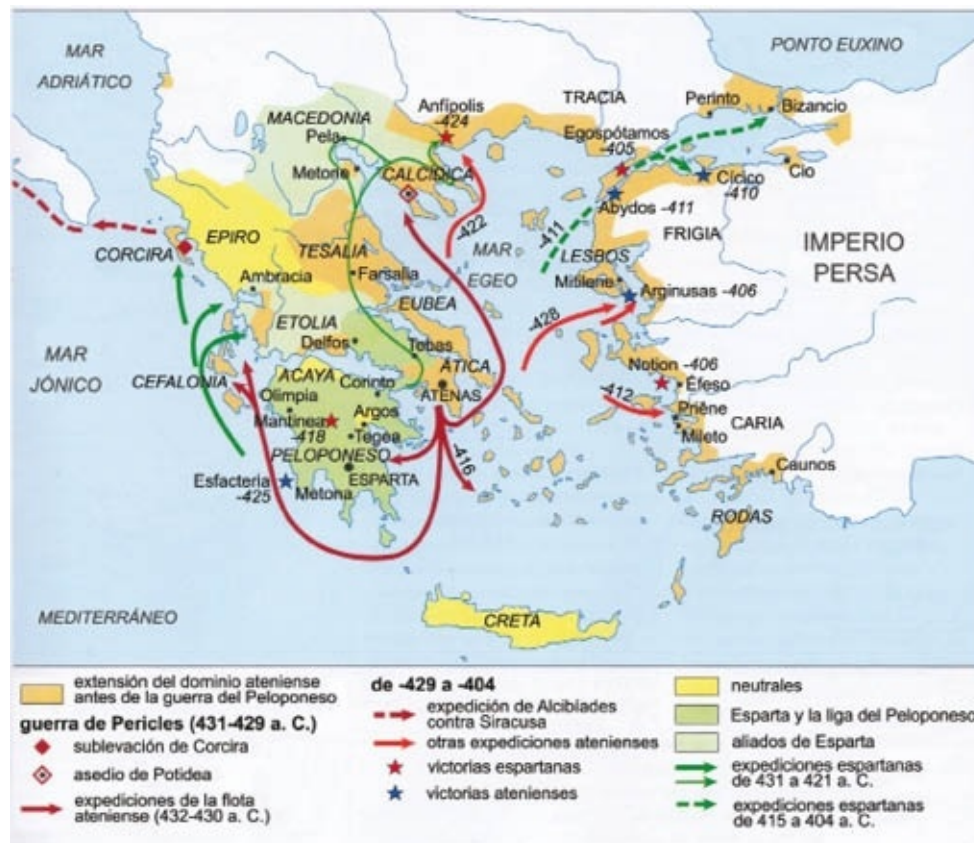 MAR
ADRIÁTICO
PONTO EUXINO
TRACIA
Perinto
Bizancio
Anfípolis
-424
MACEDONIA
Pela
Egospótamos
-405
Metone
CALCÍDICA
Cícico
-410
Cio
Abydos -411
-422
-411
FRIGIA
IMPERIO
PERSA
EPIRO
CORCIRA
TESALIA
MAR
EGEO
LESBOS
Farsalia
Mitilene
Ambracia
Arginusas -406
EUBEA
ETOLIA
-428
Delfos
Tebas
MAR
JÓNICO
ÁTICA
Notion -406
CEFALONIA
ACAYA
Corinto
Éfeso
Olimpia
ATENAS
-412
Mantinea
-418
Argos
Priéne
CARIA
Tegea
Mileto
PELOPONESO
-416
Esfacteria
-425
ESPARTA
Caunos
Metona
RODAS
MEDITERRÁNEO
CRETA
extensión del dominio ateniense
antes de la guerra del Peloponeso
guerra de Pericles (431-429 a. C.)
sublevación de Corcira
asedio de Potidea
expediciones de la flota
ateniense (432-430 a. C.)
de -429 a -404
expedición de Alcibiades
contra Siracusa
otras expediciones atenienses
victorias espartanas
victorias atenienses
neutrales
Esparta y la liga del Peloponeso
aliados de Esparta
expediciones espartanas
de 431 a 421 a. C.
expediciones espartanas
de 415 a 404 a. C.